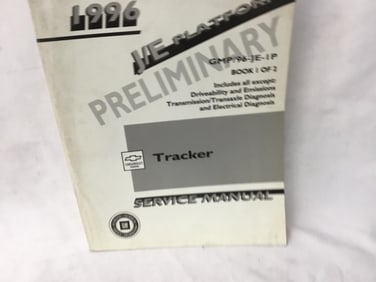 1996
J/E PLATFORM
PRELIMINARY
GMP/96-JE-1P
BOOK 1 OF 2
Includes all except:
Driveability and Emissions
Transmission/Transaxle Diagnosis
and Electrical Diagnosis
Tracker
SERVICE MANUAL